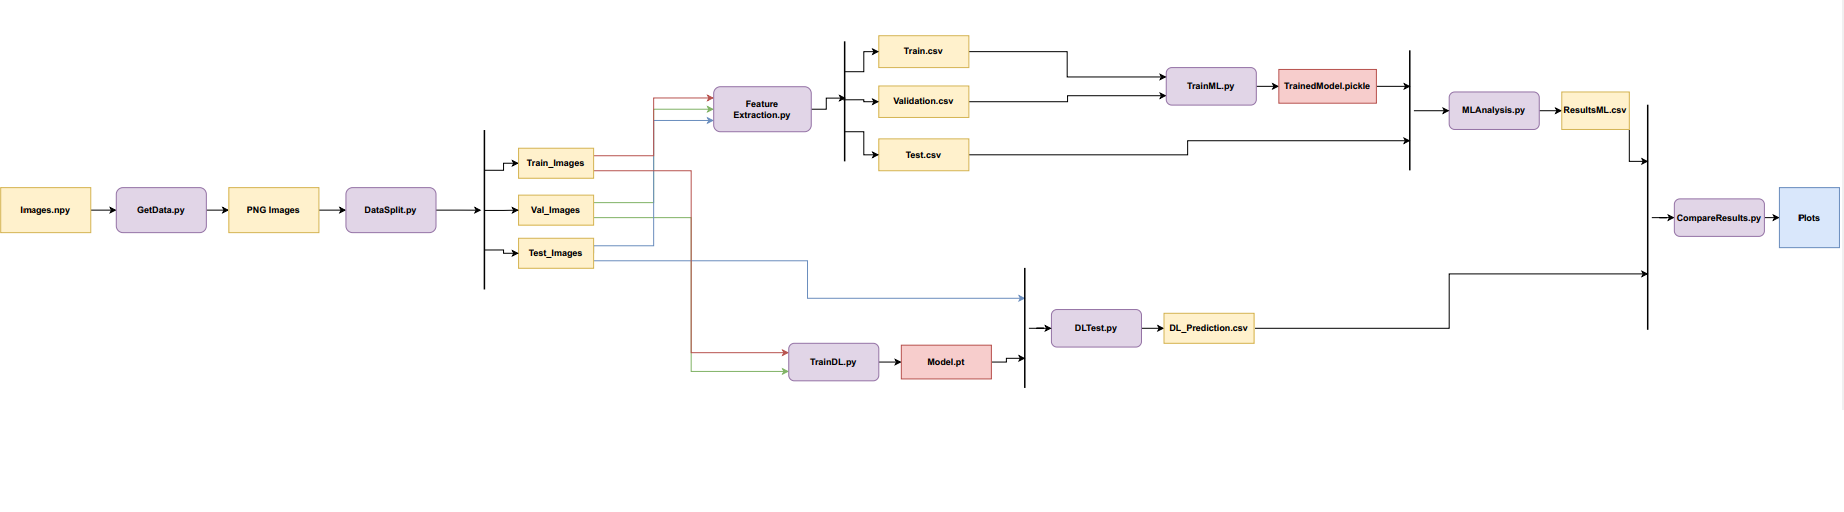 Images.npy
GetData.py
PNG Images
DataSplit.py
Train_Images
Val_Images
Test_Images
Feature
Extraction.py
Train.csv
Validation.csv
Test.csv
TrainML.py
TrainedModel.pickle
MLAnalysis.py
ResultsML.csv
TrainDL.py
Model.pt
DLTest.py
DL_Prediction.csv
CompareResults.py
Plots